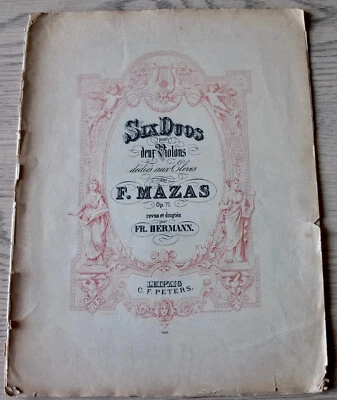 SIX DUOS
pour
deux Violons
dédiés aux Élèves
par
F. MAZAS
Op. 71
revus et doigtés
par
FR. HERMANN.
LEIPZIG
C. F. PETERS.